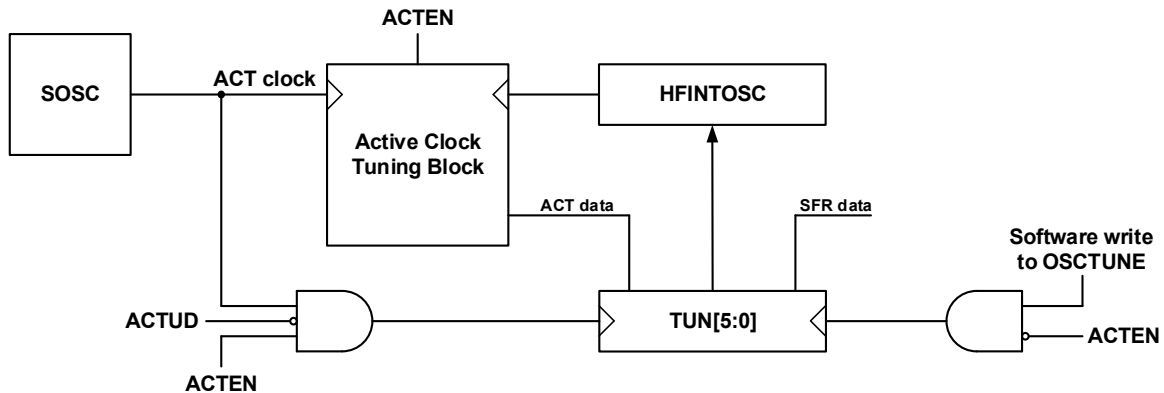 ACTEN
SOSC
ACT clock
HFINTOSC
Active Clock
Tuning Block
ACT data
SFR data
Software write
to OSCTUNE
ACTUD
TUN[5:0]
ACTEN
ACTEN